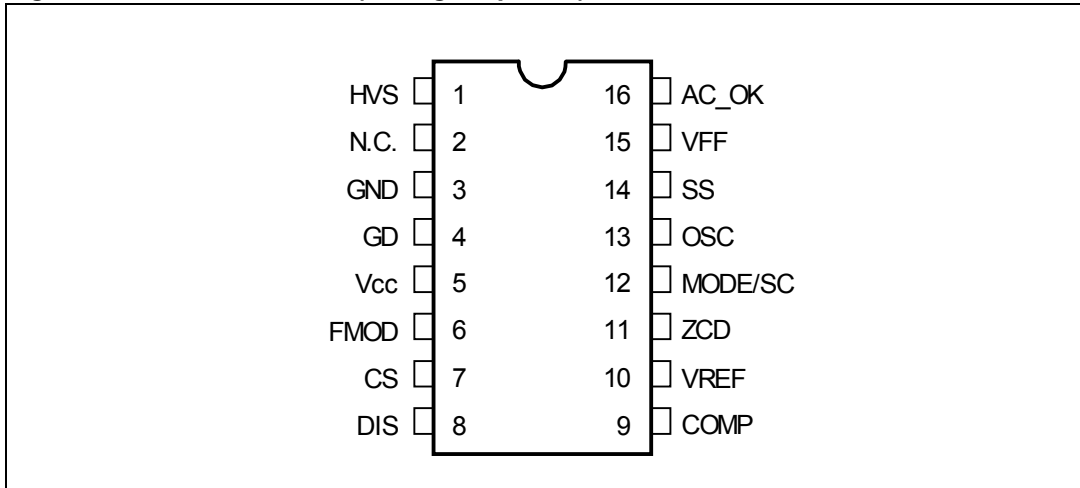 HVS 1 16 AC_OK
N.C. 2 15 VFF
GND 3 14 SS
GD 4 13 OSC
Vcc 5 12 MODE/SC
FMOD 6 11 ZCD
CS 7 10 VREF
DIS 8 9 COMP